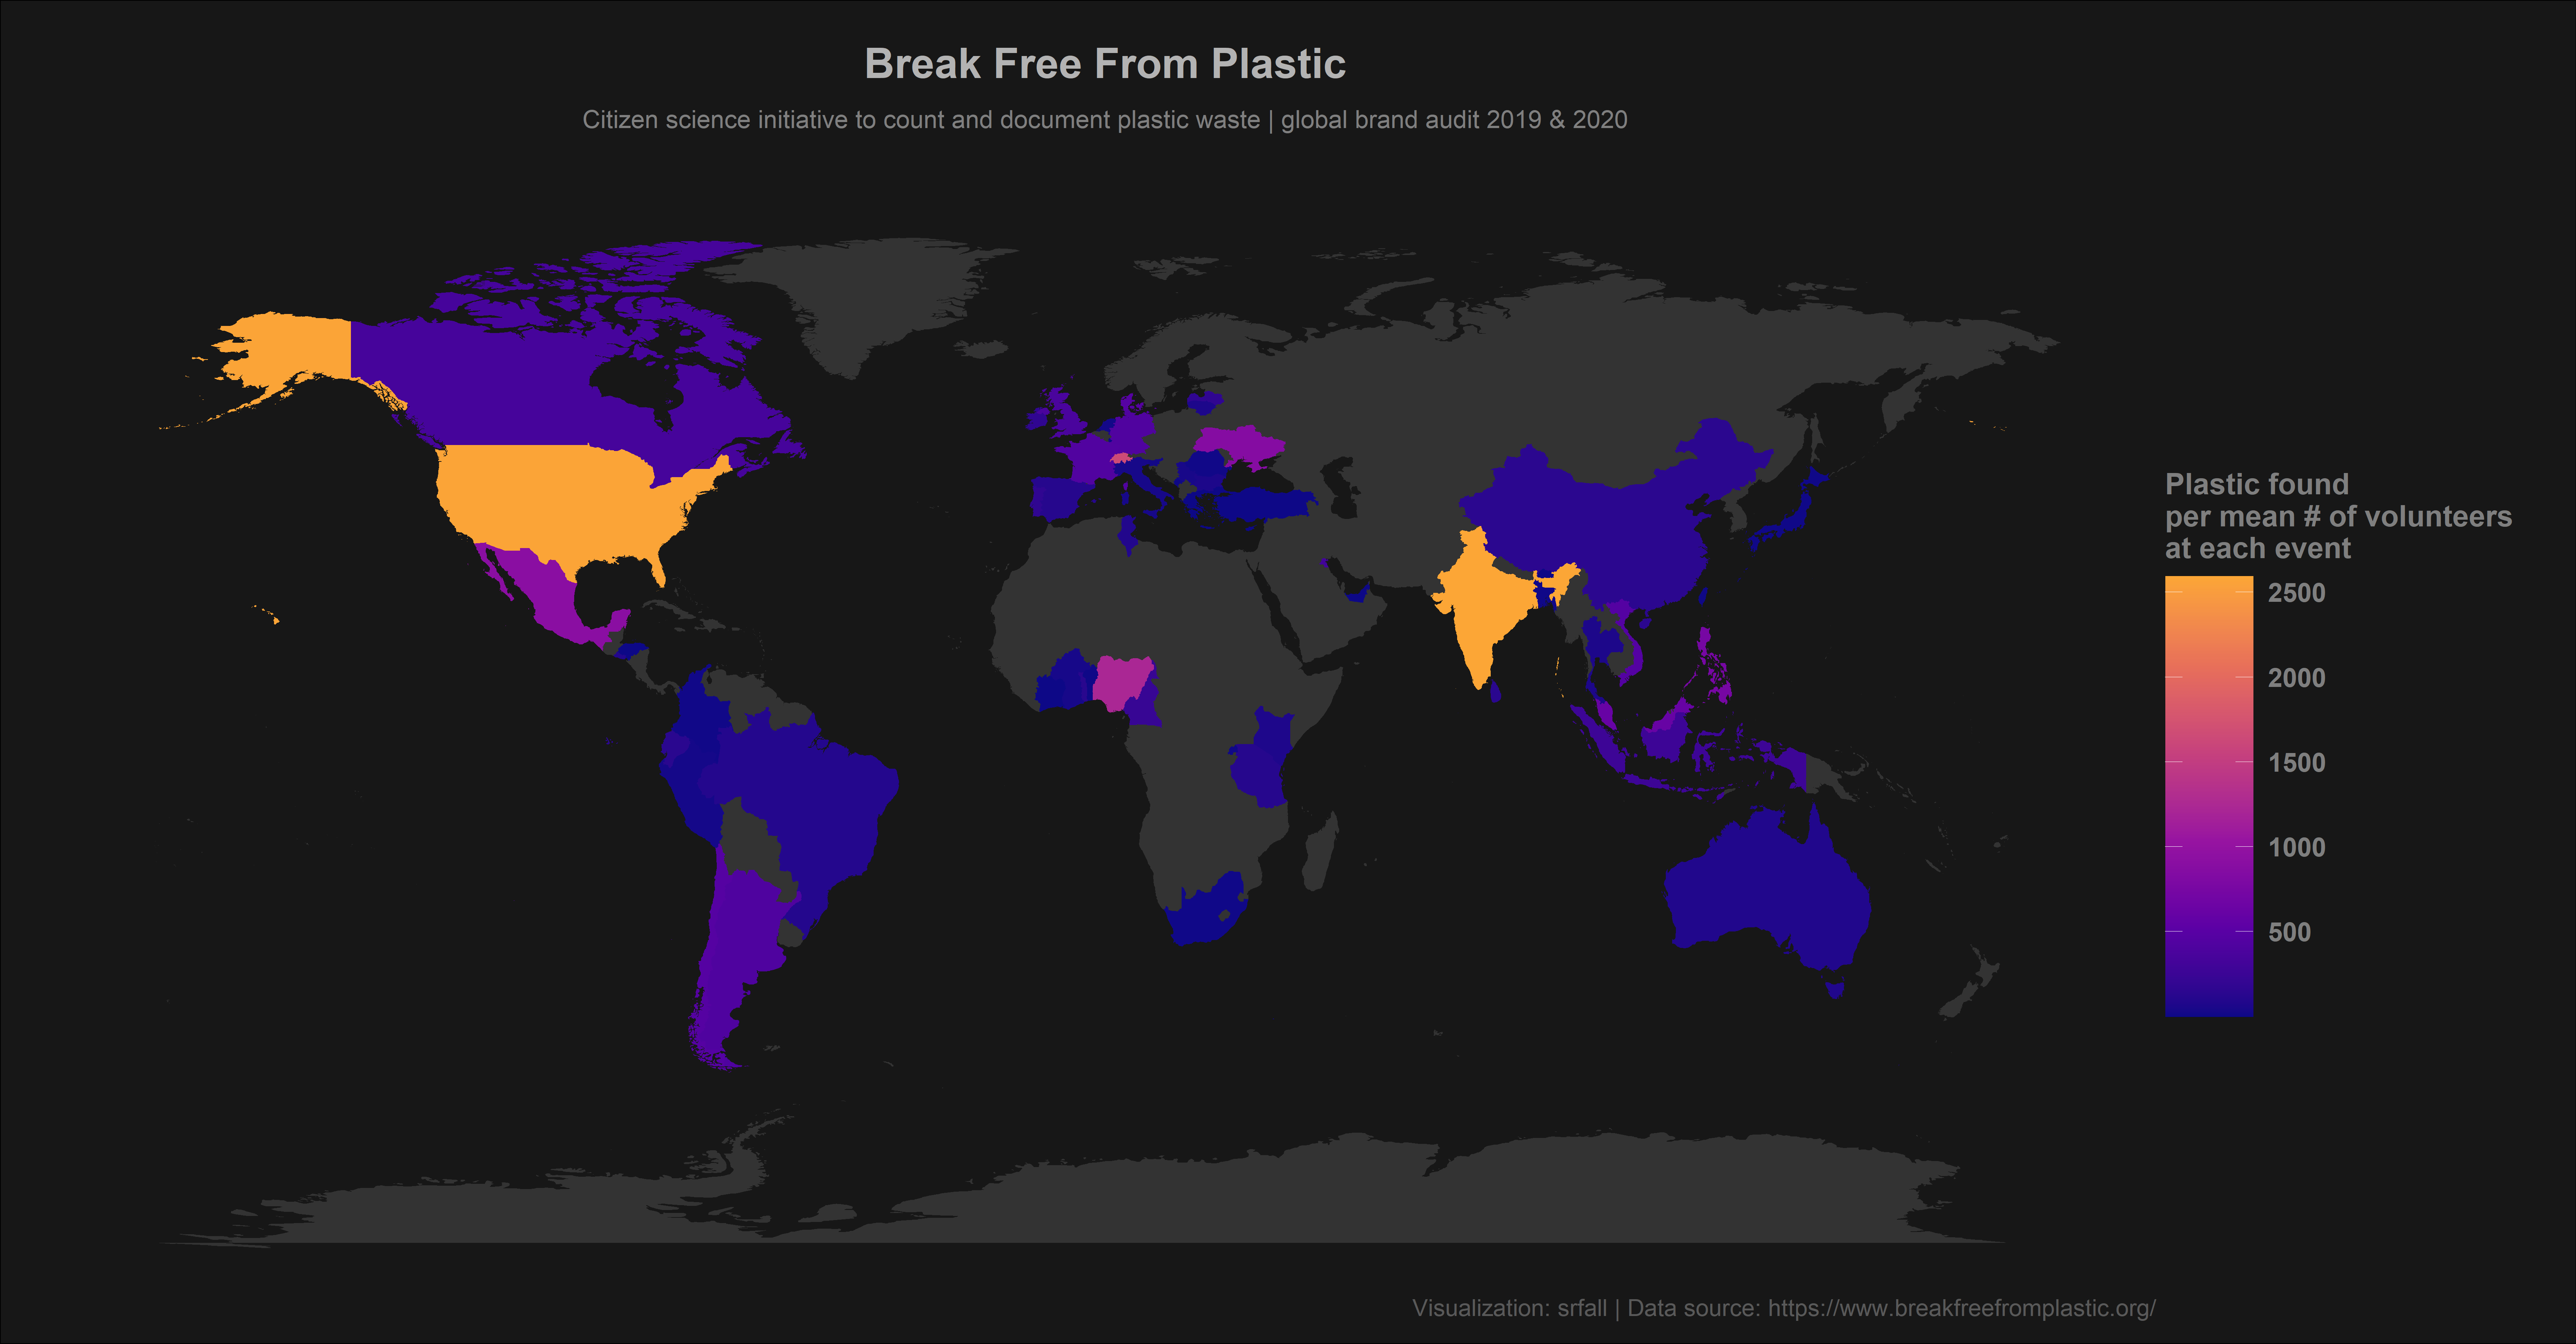 Break Free From Plastic
Citizen science initiative to count and document plastic waste | global brand audit 2019 & 2020
Plastic found
per mean # of volunteers
at each event
2500
2000
1500
1000
500
Visualization: srfall | Data source: https://www.breakfreefromplastic.org/